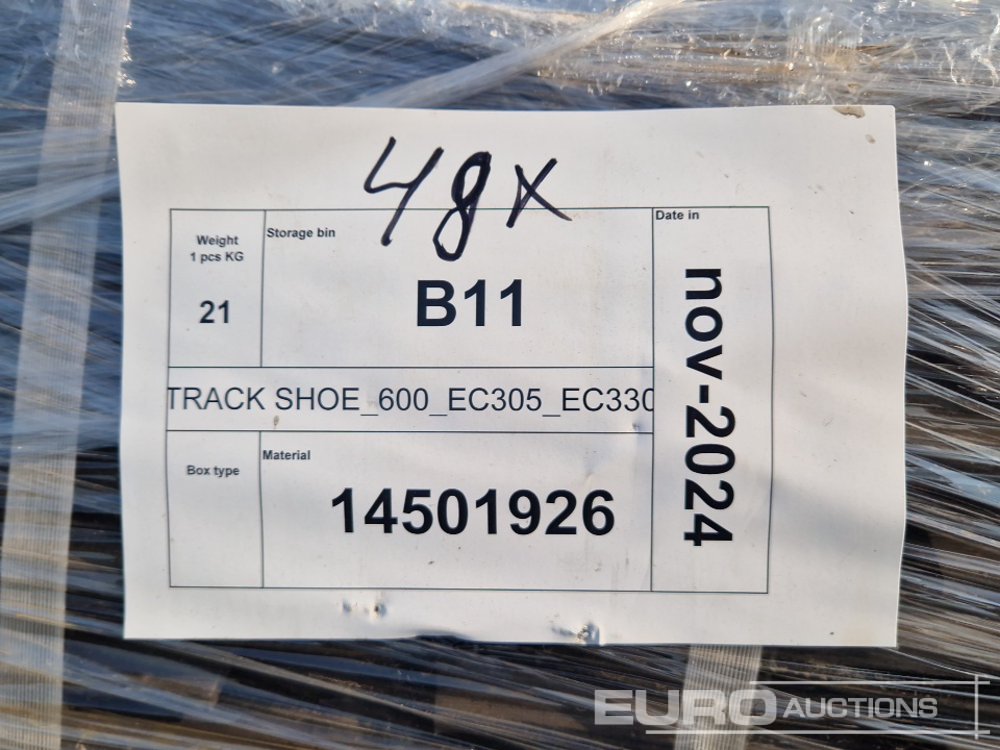 48x
Weight
1 pcs KG
21
Storage bin
B11
Date in
nov-2024
TRACK SHOE_600_EC305_EC330
Box type
Material
14501926
EURO AUCTIONS